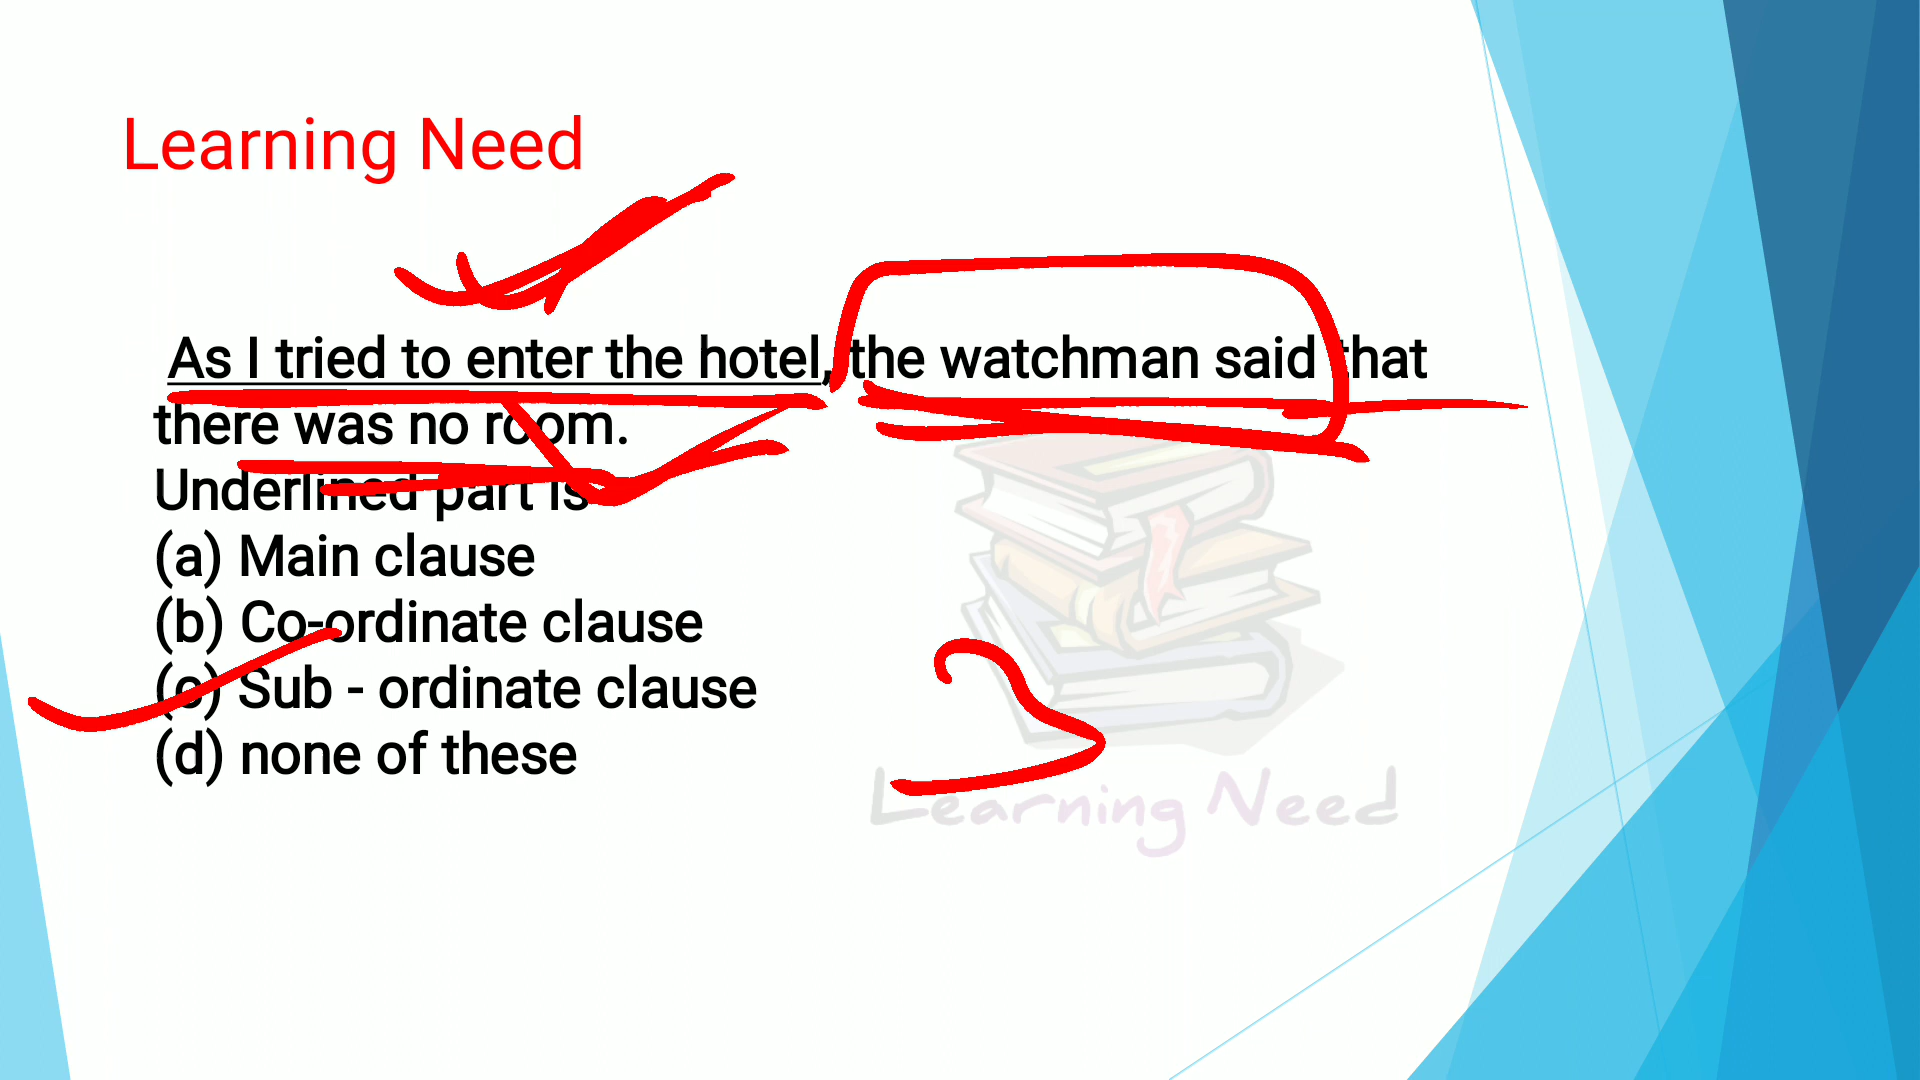 Learning Need
As I tried to enter the hotel, the watchman said that
there was no room.
Underlined part is
(a) Main clause
(b) Co-ordinate clause
(c) Sub - ordinate clause
(d) none of these
Learning Need